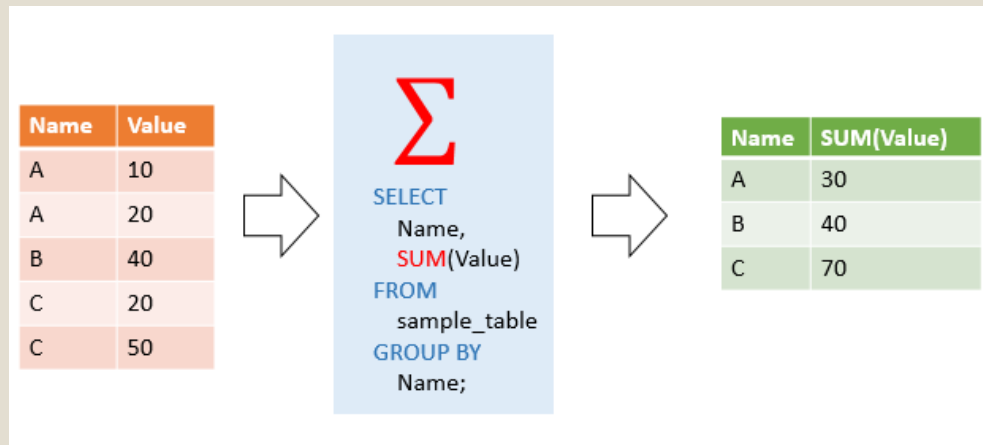 Name Value
A 10
A 20
B 40
C 20
C 50
Σ
SELECT
Name,
SUM(Value)
FROM
sample_table
GROUP BY
Name;
Name SUM(Value)
A 30
B 40
C 70